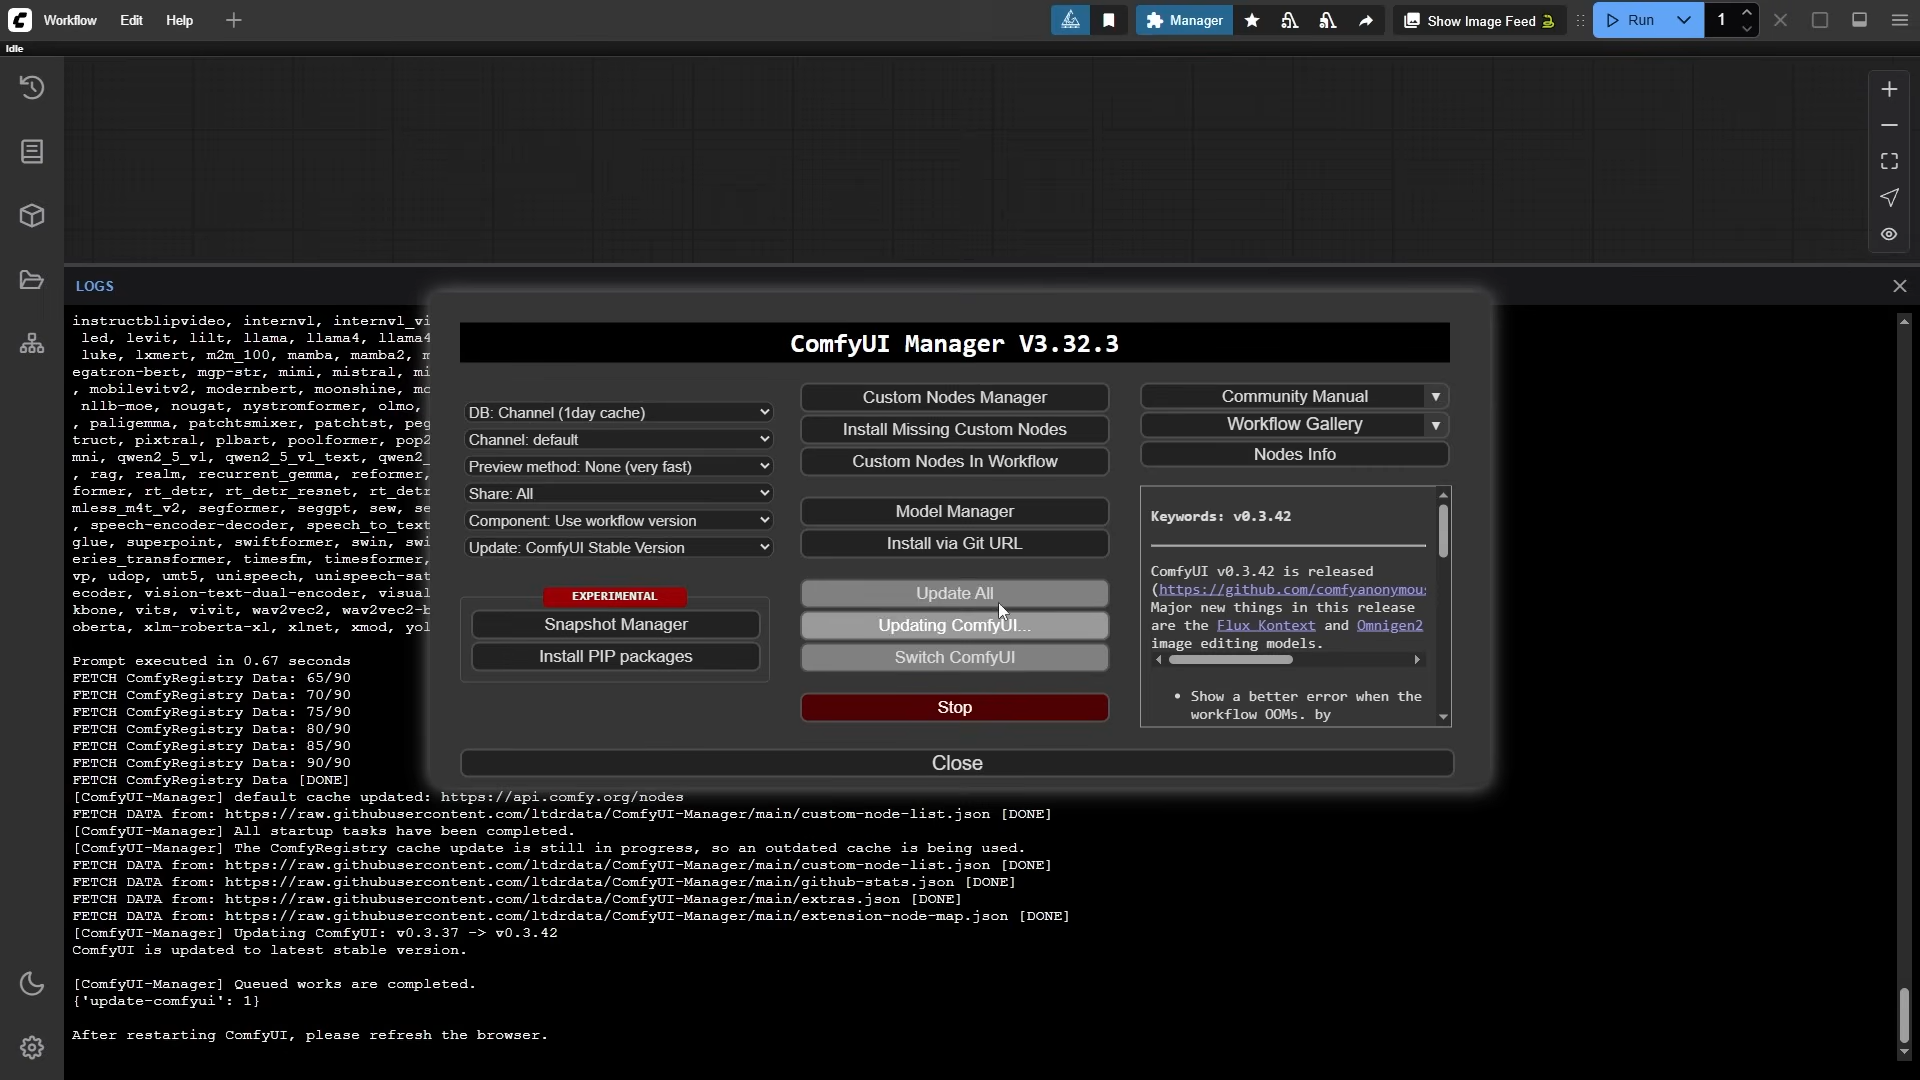 Workflow
Edit
Help
Manager
Show Image Feed
Run
1
Idle
LOGS
instructblipvideo, internvl, internvl_vi
led, levit, lilt, llama, llama4, llama4
luke, lxmert, m2m_100, mamba, mamba2, m
egatron-bert, mgp-str, mimi, mistral, mi
, mobilevitv2, modernbert, moonshine, mo
nllb-moe, nougat, nystromformer, olmo,
, paligemma, patchtsmixer, patchtst, peg
truct, pixtral, plbart, poolformer, pop2
mni, qwen2_5_vl, qwen2_5_vl_text, qwen2_
, rag, realm, recurrent_gemma, reformer,
former, rt_detr, rt_detr_resnet, rt_detr
mless_m4t_v2, segformer, seggpt, sew, se
, speech-encoder-decoder, speech_to_text
glue, superpoint, swiftformer, swin, swi
eries_transformer, timesfm, timesformer,
vp, udop, umt5, unispeech, unispeech-sat
ecoder, vision-text-dual-encoder, visual
kbone, vits, vivit, wav2vec2, wav2vec2-b
oberta, xlm-roberta-xl, xlnet, xmod, yol
Prompt executed in 0.67 seconds
FETCH ComfyRegistry Data: 65/90
FETCH ComfyRegistry Data: 70/90
FETCH ComfyRegistry Data: 75/90
FETCH ComfyRegistry Data: 80/90
FETCH ComfyRegistry Data: 85/90
FETCH ComfyRegistry Data: 90/90
FETCH ComfyRegistry Data [DONE]
[ComfyUI-Manager] default cache updated: https://api.comfy.org/nodes
FETCH DATA from: https://raw.githubusercontent.com/ltdrdata/ComfyUI-Manager/main/custom-node-list.json [DONE]
[ComfyUI-Manager] All startup tasks have been completed.
[ComfyUI-Manager] The ComfyRegistry cache update is still in progress, so an outdated cache is being used.
FETCH DATA from: https://raw.githubusercontent.com/ltdrdata/ComfyUI-Manager/main/custom-node-list.json [DONE]
FETCH DATA from: https://raw.githubusercontent.com/ltdrdata/ComfyUI-Manager/main/github-stats.json [DONE]
FETCH DATA from: https://raw.githubusercontent.com/ltdrdata/ComfyUI-Manager/main/extras.json [DONE]
FETCH DATA from: https://raw.githubusercontent.com/ltdrdata/ComfyUI-Manager/main/extension-node-map.json [DONE]
[ComfyUI-Manager] Updating ComfyUI: v0.3.37 -> v0.3.42
ComfyUI is updated to latest stable version.
[ComfyUI-Manager] Queued works are completed.
{'update-comfyui': 1}
After restarting ComfyUI, please refresh the browser.
ComfyUI Manager V3.32.3
DB: Channel (1day cache)
Channel: default
Preview method: None (very fast)
Share: All
Component: Use workflow version
Update: ComfyUI Stable Version
EXPERIMENTAL
Snapshot Manager
Install PIP packages
Custom Nodes Manager
Install Missing Custom Nodes
Custom Nodes In Workflow
Model Manager
Install via Git URL
Update All
Updating ComfyUI...
Switch ComfyUI
Stop
Community Manual
Workflow Gallery
Nodes Info
Keywords: v0.3.42
ComfyUI v0.3.42 is released
(https://github.com/comfyanonymous
Major new things in this release
are the Flux Kontext and Omnigen2
image editing models.
• Show a better error when the
workflow OOMs. by
Close